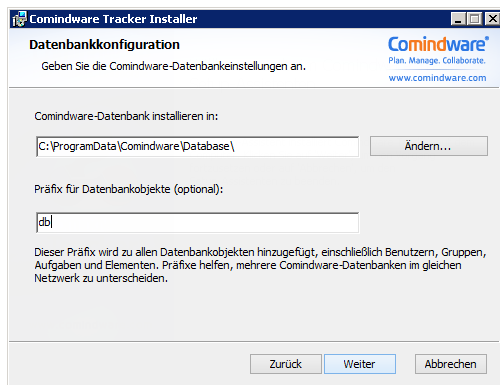 Comindware Tracker Installer
Datenbankkonfiguration
Geben Sie die Comindware-Datenbankeinstellungen an.
Comindware®
Plan. Manage. Collaborate.
www.comindware.com
Comindware-Datenbank installieren in:
C:\ProgramData\Comindware\Database\
Ändern...
Präfix für Datenbankobjekte (optional):
db
Dieser Präfix wird zu allen Datenbankobjekten hinzugefügt, einschließlich Benutzern, Gruppen,
Aufgaben und Elementen. Präfixe helfen, mehrere Comindware-Datenbanken im gleichen
Netzwerk zu unterscheiden.
Zurück
Weiter
Abbrechen